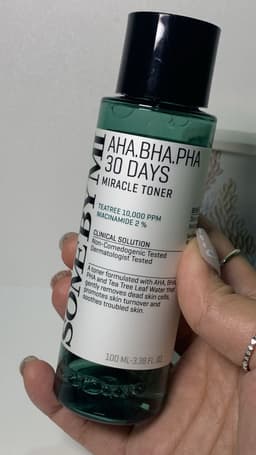 SOME BY MI
AHA.BHA.PHA
30 DAYS
MIRACLE TONER
TEATREE 10,000 PPM
NIACINAMIDE 2 %
CLINICAL SOLUTION
Non-Comedogenic Tested
Dermatologist Tested
A toner formulated with AHA, BHA,
PHA and Tea Tree Leaf Water that
gently removes dead skin cells,
promotes skin turnover and
soothes troubled skin.
100 ML-3.38 FL. OZ